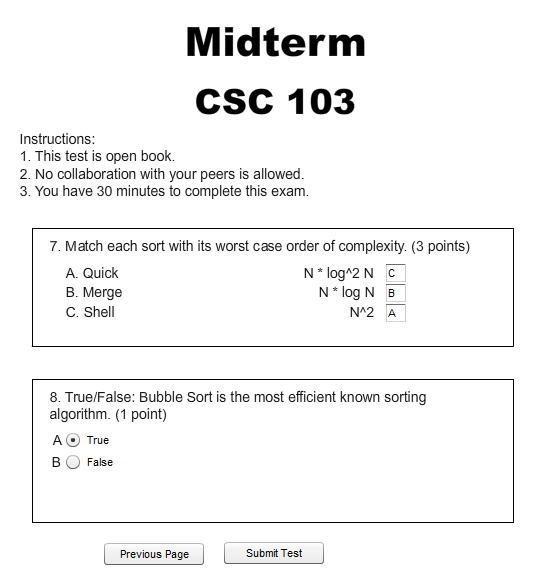 Midterm
CSC 103
Instructions:
1. This test is open book.
2. No collaboration with your peers is allowed.
3. You have 30 minutes to complete this exam.
7. Match each sort with its worst case order of complexity. (3 points)
A. Quick N * log^2 N C
B. Merge N * log N B
C. Shell N^2 A
8. True/False: Bubble Sort is the most efficient known sorting
algorithm. (1 point)
A True
B False
Previous Page Submit Test